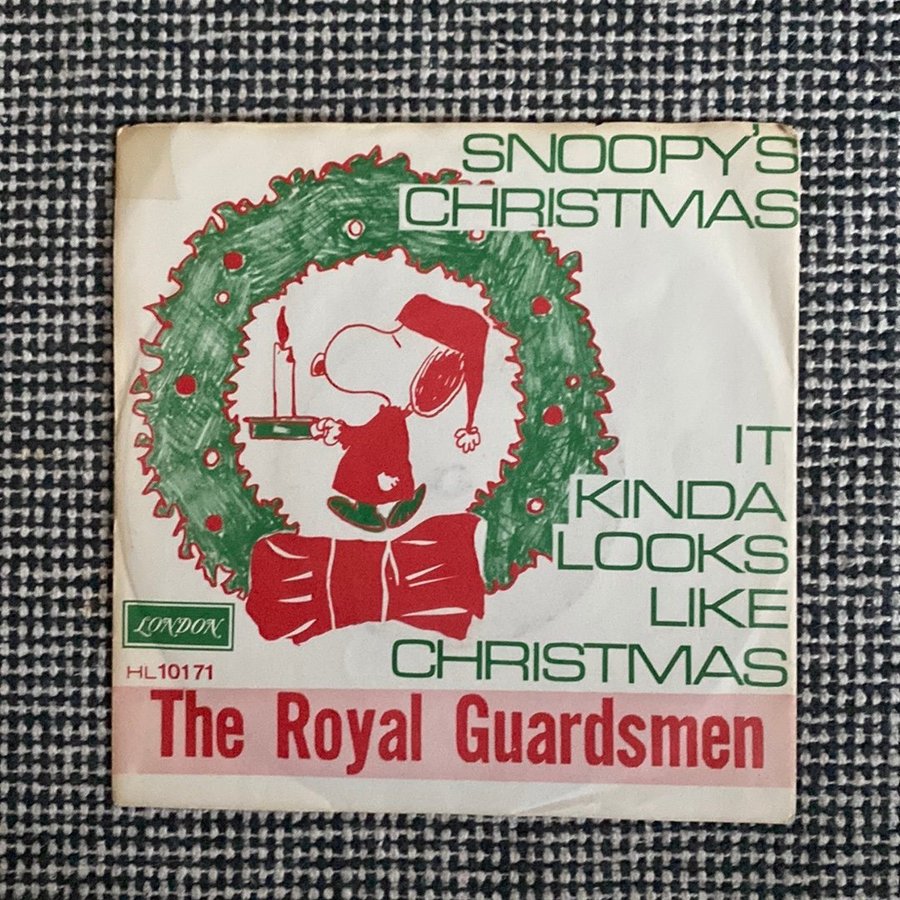 SNOOPY'S
CHRISTMAS
IT
KINDA
LOOKS
LIKE
CHRISTMAS
LONDON
HL 10171
The Royal Guardsmen